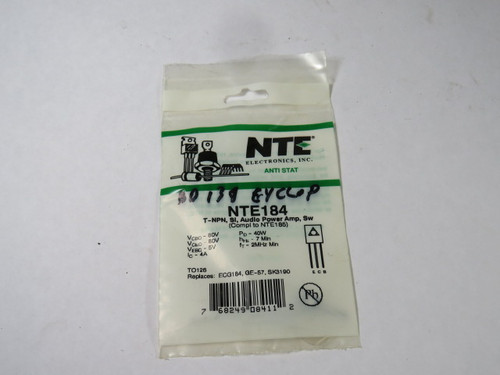 NTE®
ELECTRONICS, INC.
ANTI STAT
BD 139
NTE184
T-NPN, Si, Audio Power Amp, Sw
(Compl to NTE185)
VCBO - 80V PD - 40W
VCEO - 80V hFE - 7 Min
VEBO - 5V fT - 2MHz Min
IC - 4A
TO126 E C B
Replaces: ECG184, GE-57, SK3190
Pb
7 68249 08411 2